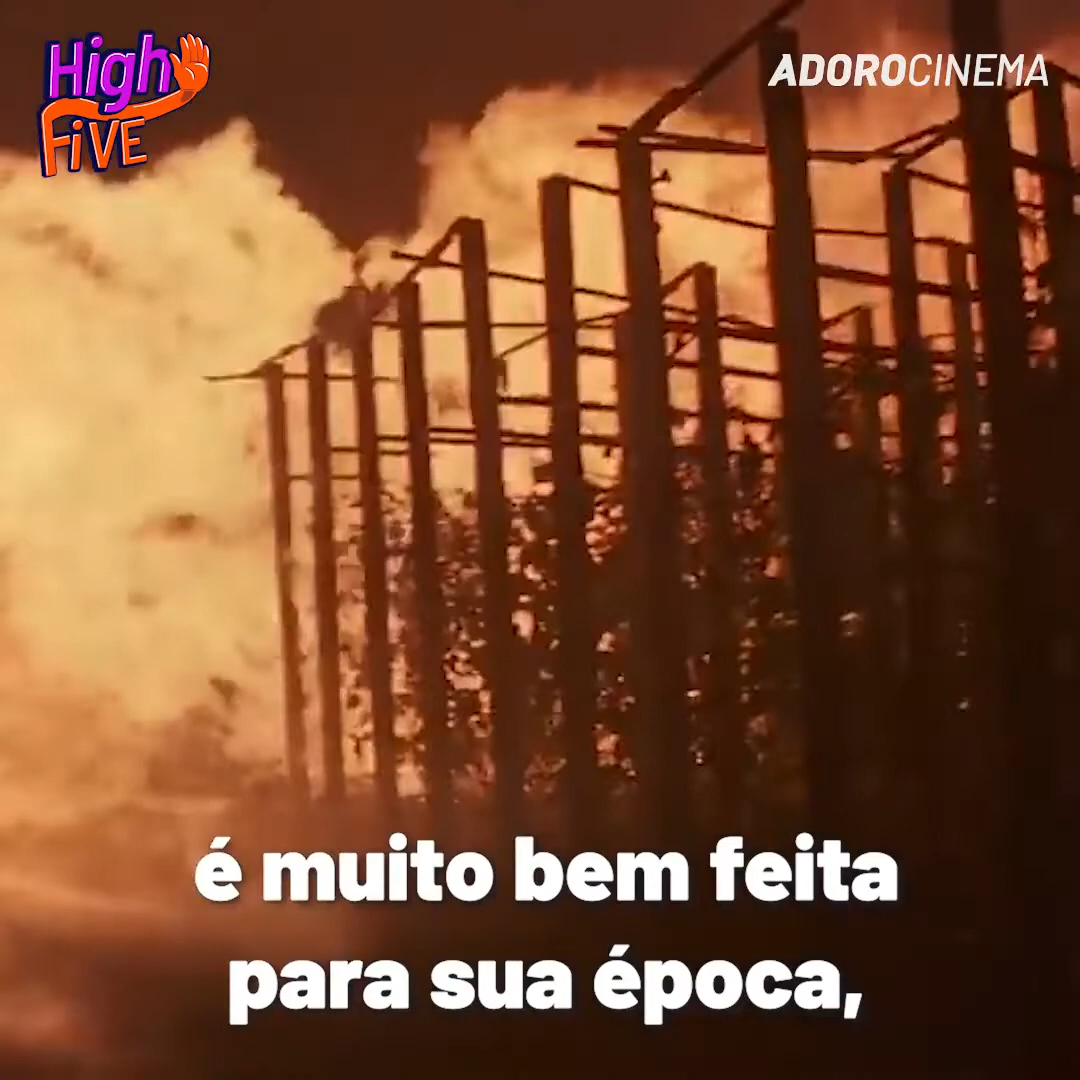 High
FiVE
ADOROCINEMA
é muito bem feita
para sua época,